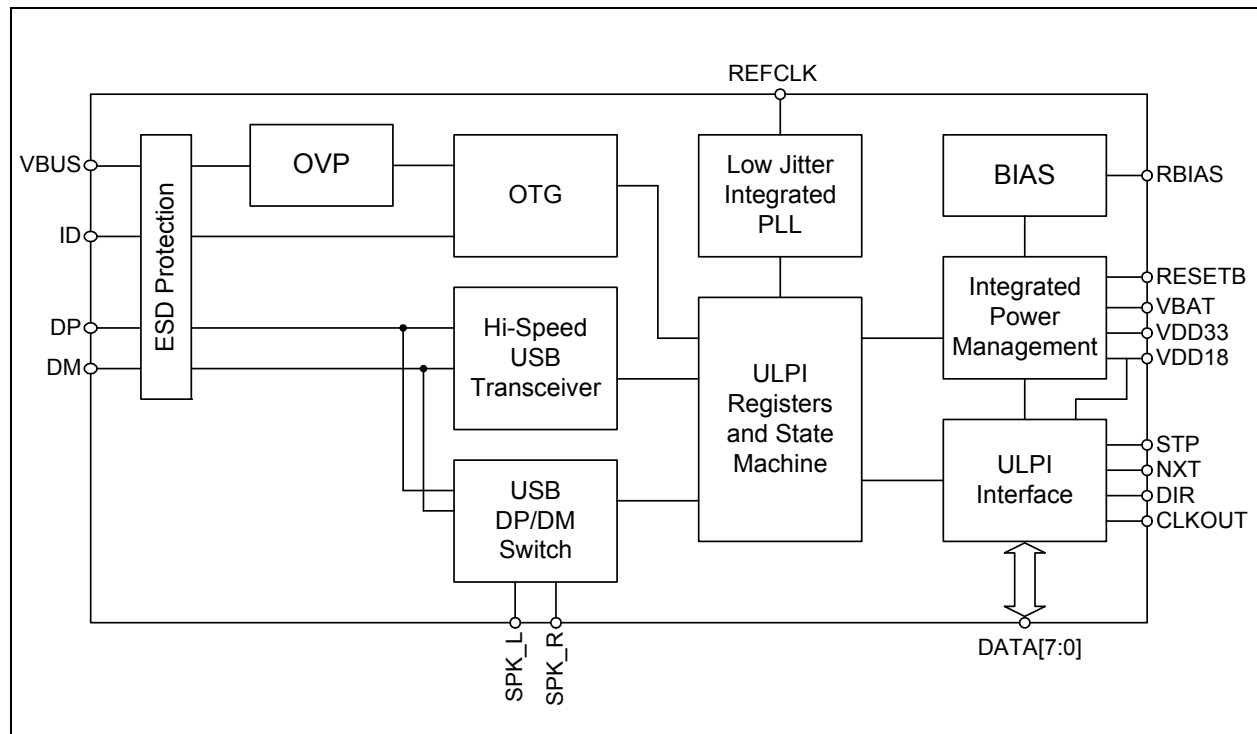 REFCLK
VBUS
ID
DP
DM
ESD Protection
OVP
OTG
Hi-Speed
USB
Transceiver
USB
DP/DM
Switch
SPK_L
SPK_R
Low Jitter
Integrated
PLL
ULPI
Registers
and State
Machine
BIAS
Integrated
Power
Management
ULPI
Interface
RBIAS
RESETB
VBAT
VDD33
VDD18
STP
NXT
DIR
CLKOUT
DATA[7:0]